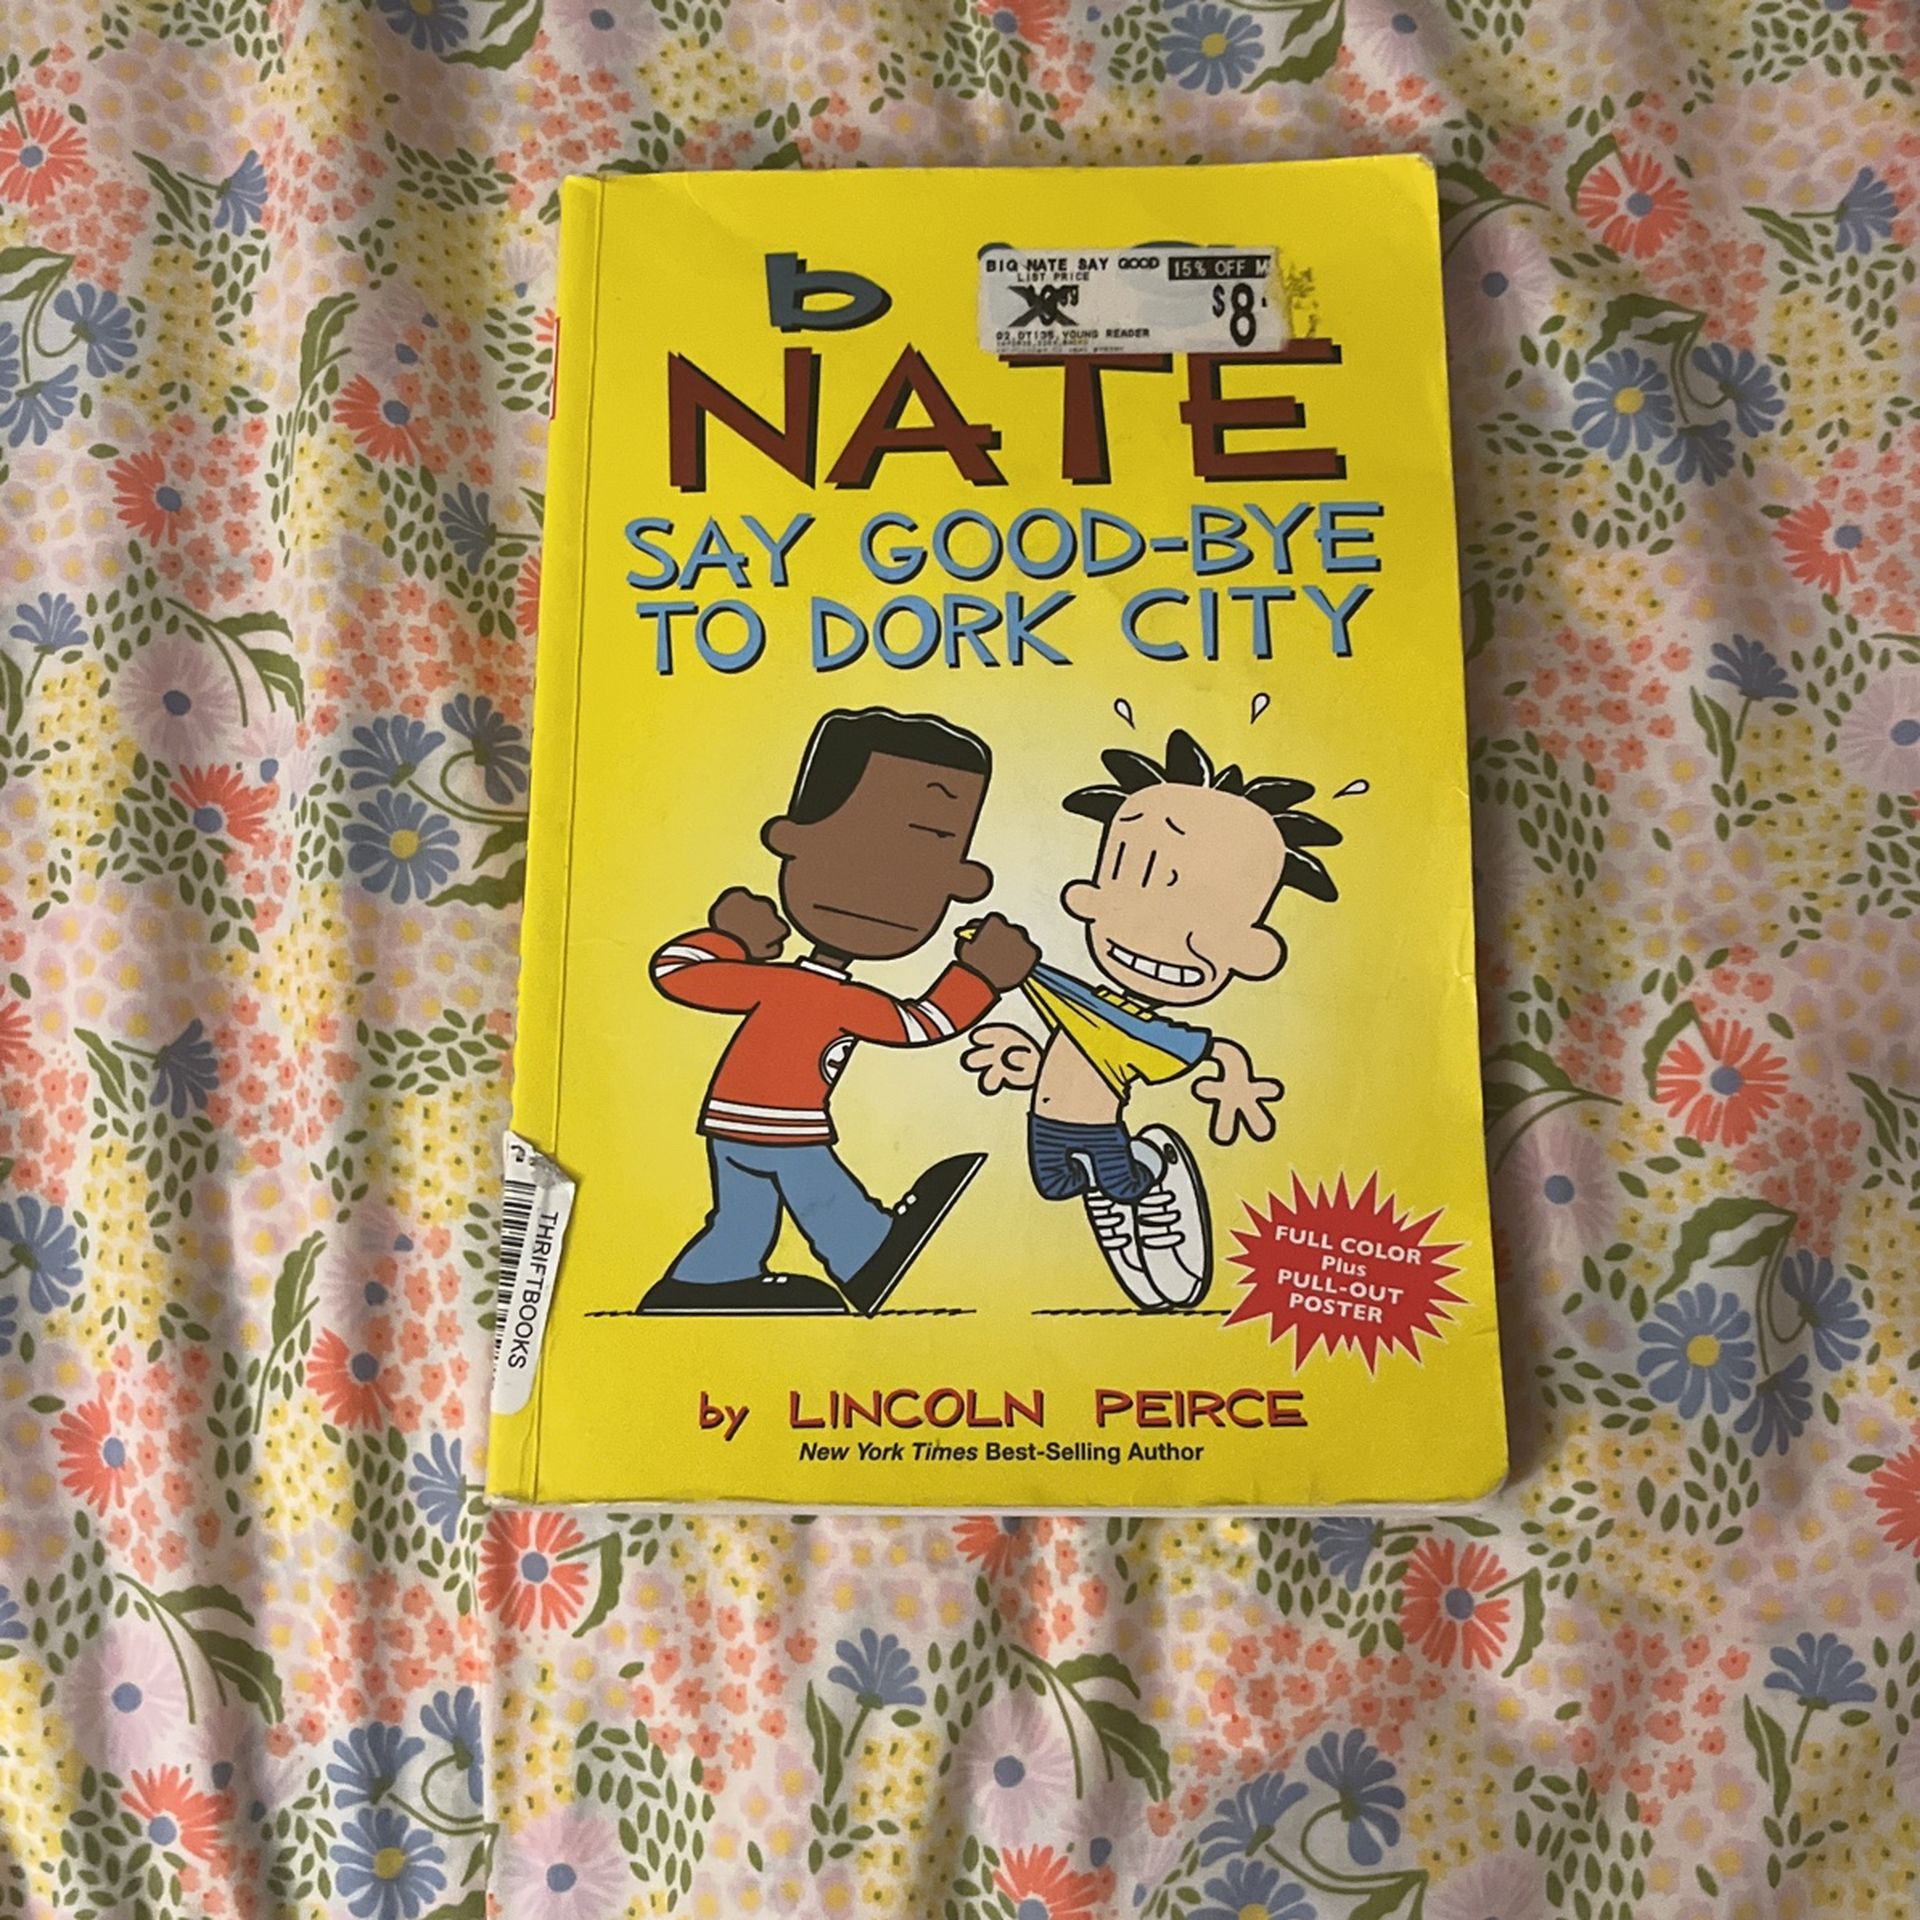 b
BIG NATE SAY GOOD 15% OFF
LIST PRICE
$8
YOUNG READER
NATE
SAY GOOD-BYE
TO DORK CITY
THRIFTBOOKS
FULL COLOR
Plus
PULL-OUT
POSTER
by LINCOLN PEIRCE
New York Times Best-Selling Author